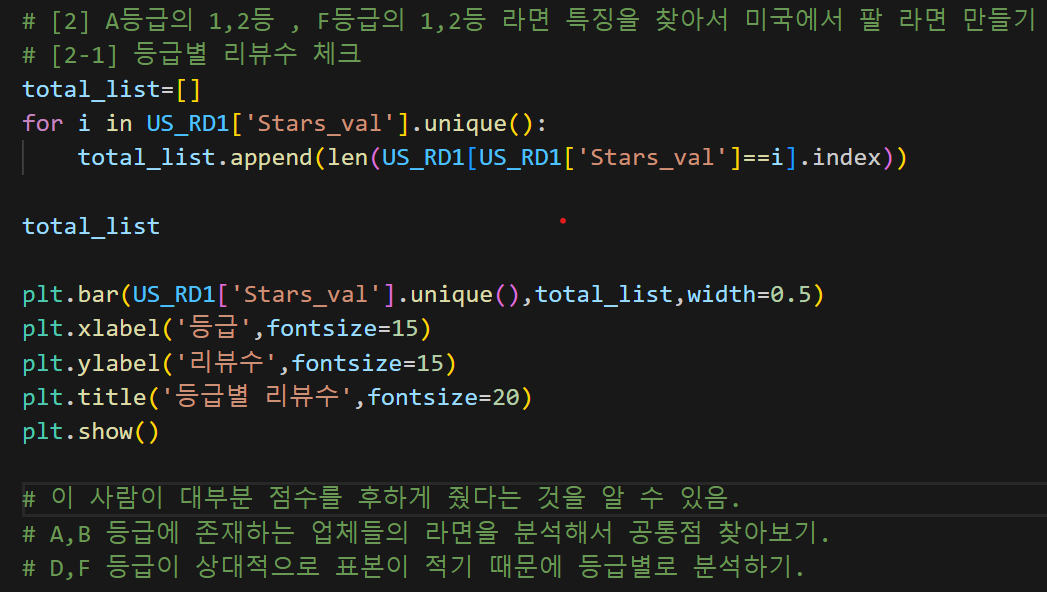 # [2] A등급의 1,2등 , F등급의 1,2등 라면 특징을 찾아서 미국에서 팔 라면 만들기
# [2-1] 등급별 리뷰수 체크
total_list=[]
for i in US_RD1['Stars_val'].unique():
    total_list.append(len(US_RD1[US_RD1['Stars_val']==i].index))
total_list
plt.bar(US_RD1['Stars_val'].unique(),total_list,width=0.5)
plt.xlabel('등급',fontsize=15)
plt.ylabel('리뷰수',fontsize=15)
plt.title('등급별 리뷰수',fontsize=20)
plt.show()
# 이 사람이 대부분 점수를 후하게 줬다는 것을 알 수 있음.
# A,B 등급에 존재하는 업체들의 라면을 분석해서 공통점 찾아보기.
# D,F 등급이 상대적으로 표본이 적기 때문에 등급별로 분석하기.